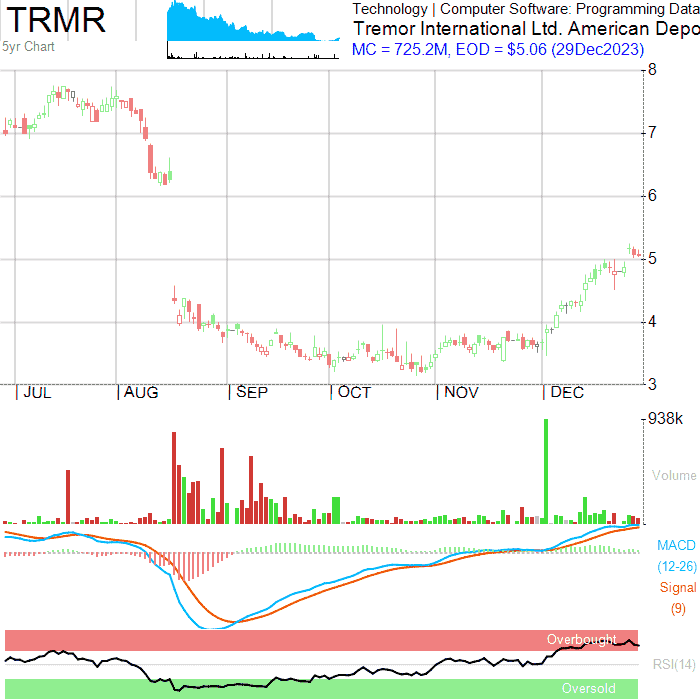 TRMR
5yr Chart
Technology | Computer Software: Programming Data
Tremor International Ltd. American Depo
MC = 725.2M, EOD = $5.06 (29Dec2023)
8
7
6
5
4
3
JUL AUG SEP OCT NOV DEC
938k
Volume
MACD
(12-26)
Signal
(9)
Overbought
RSI(14)
Oversold